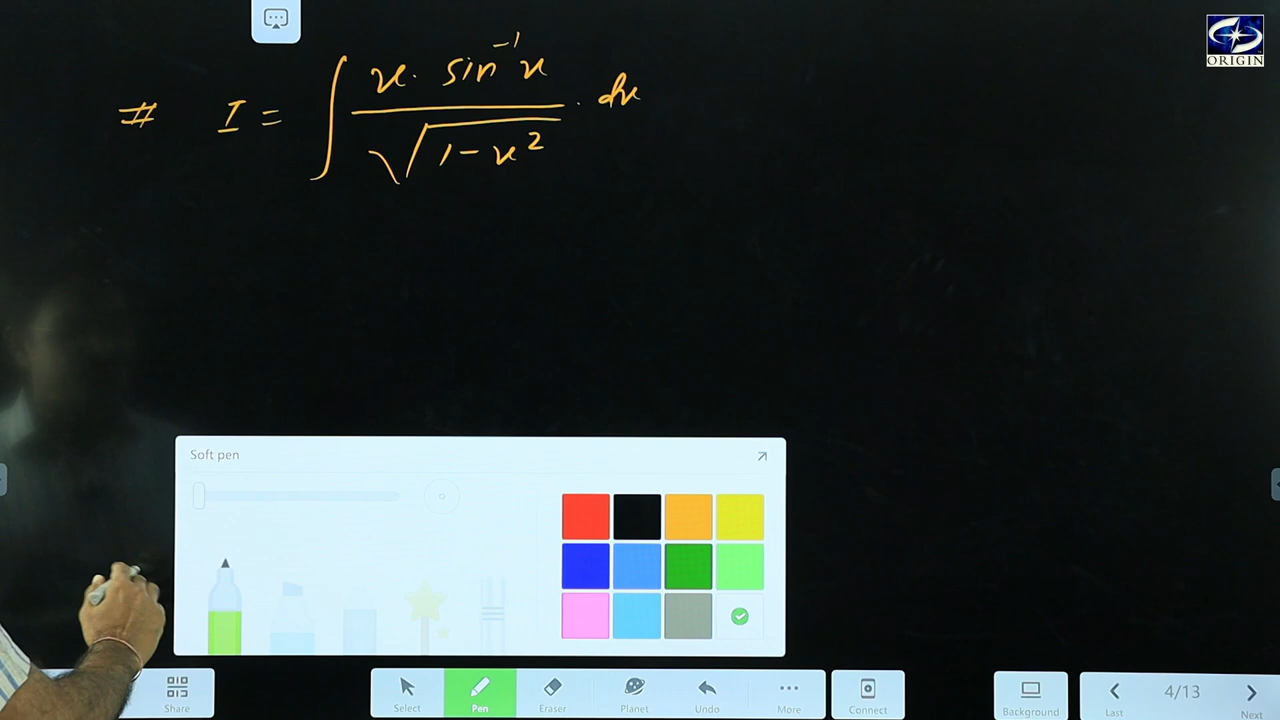 # I = ∫ x. sin⁻¹x / √1-x² . dx
ORIGIN
Soft pen
Share
Select
Pen
Eraser
Planet
Undo
More
Connect
Background
Last
4/13
Next